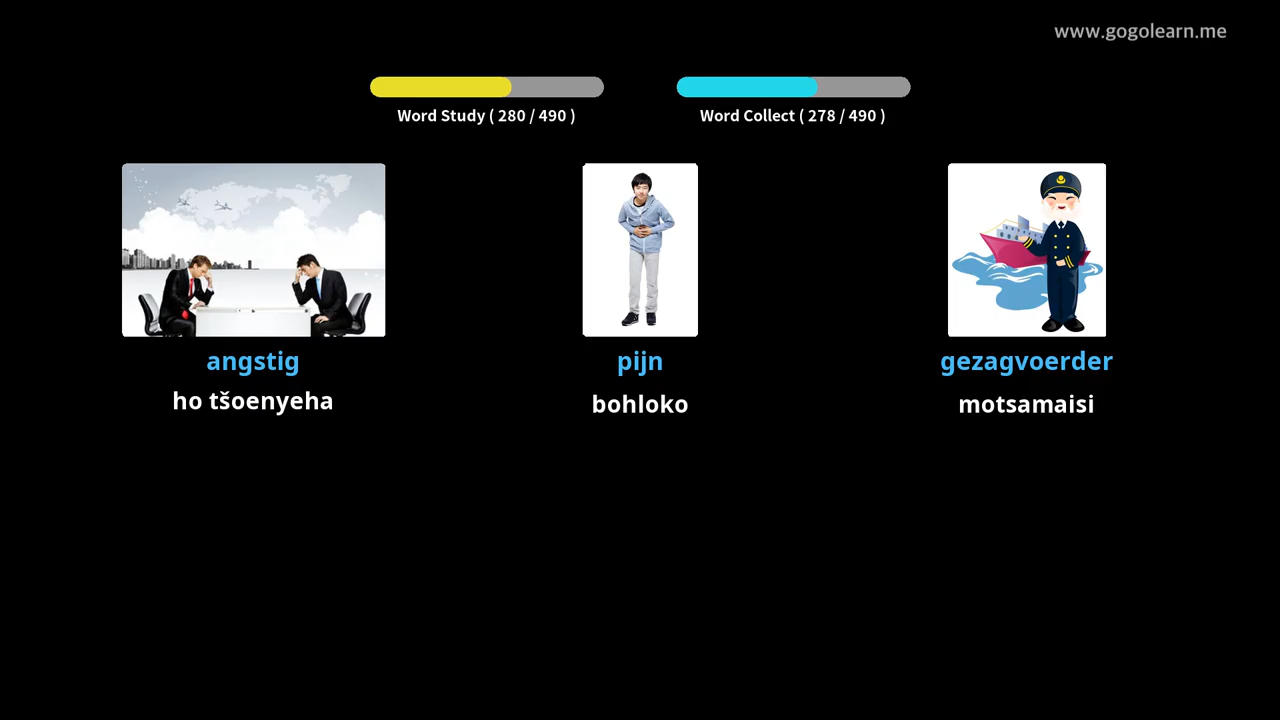 www.gogolearn.me
Word Study ( 280 / 490 )
Word Collect ( 278 / 490 )
angstig
pijn
gezagvoerder
ho tšoenyeha
bohloko
motsamaisi